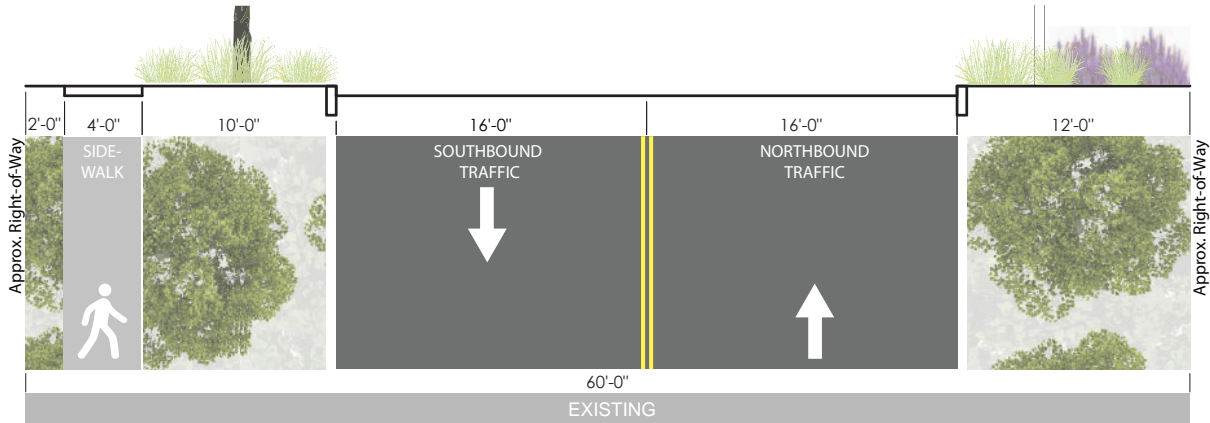 2'-0"
4'-0"
10'-0"
16'-0"
16'-0"
12'-0"
Approx. Right-of-Way
SIDE-
WALK
SOUTHBOUND
TRAFFIC
NORTHBOUND
TRAFFIC
Approx. Right-of-Way
60'-0"
EXISTING